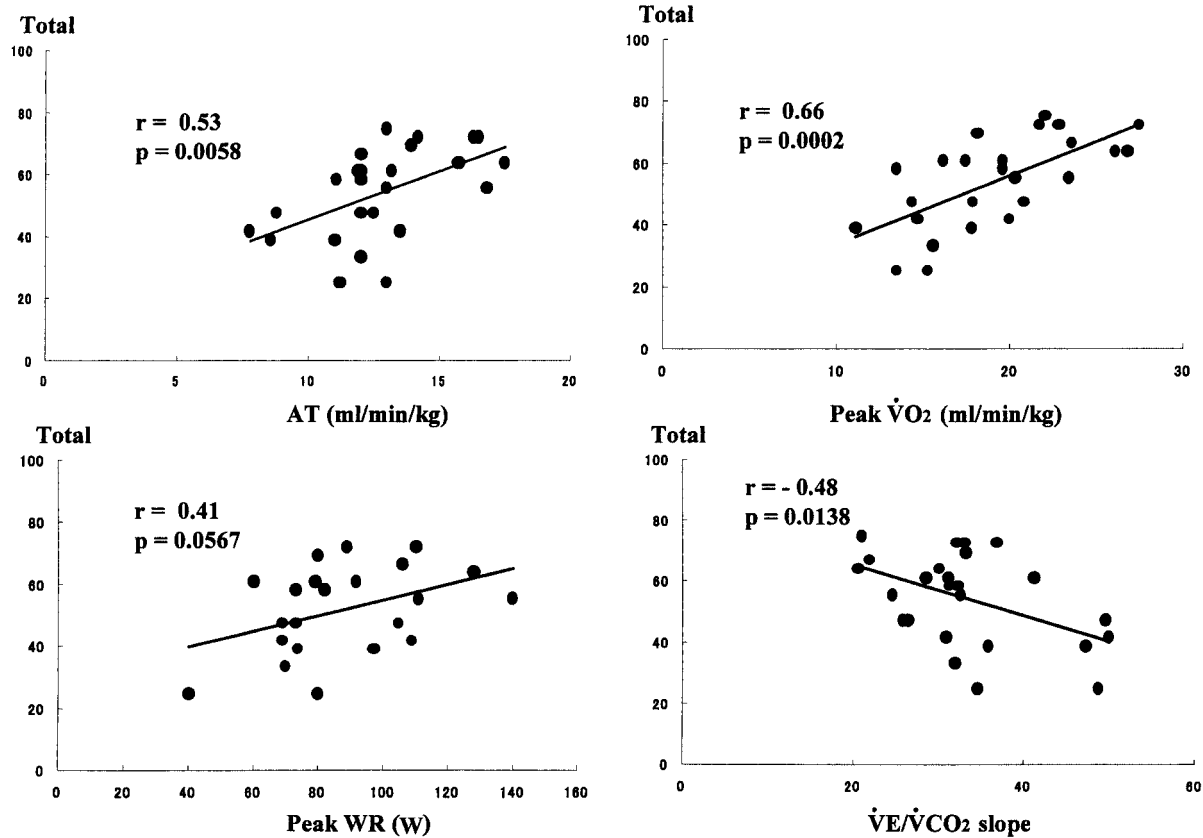 Total
100
80
60
40
20
0
r = 0.53
p = 0.0058
0 5 10 15 20
AT (ml/min/kg)
Total
100
80
60
40
20
0
r = 0.66
p = 0.0002
0 10 20 30
Peak V̇O₂ (ml/min/kg)
Total
100
80
60
40
20
0
r = 0.41
p = 0.0567
0 20 40 60 80 100 120 140 160
Peak WR (W)
Total
100
80
60
40
20
0
r = - 0.48
p = 0.0138
0 20 40 60
V̇E/V̇CO₂ slope